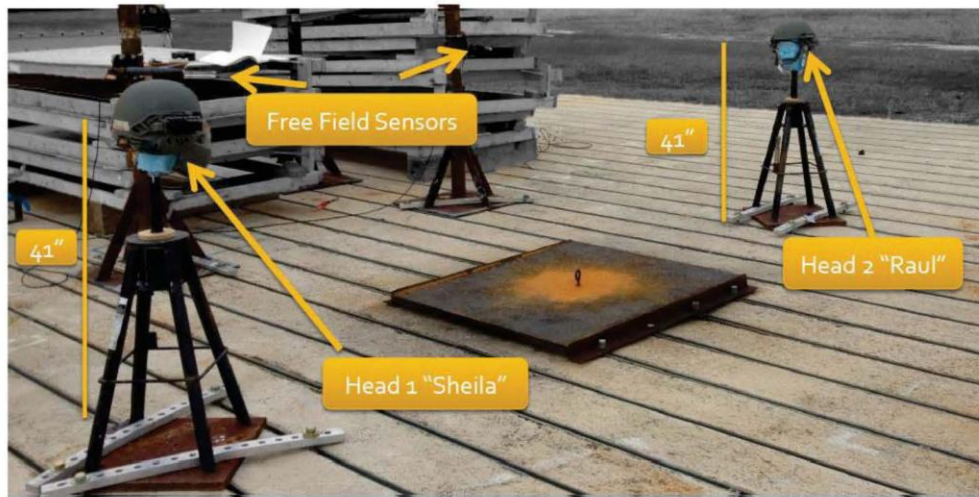 Free Field Sensors
41"
41"
Head 2 "Raul"
Head 1 "Sheila"